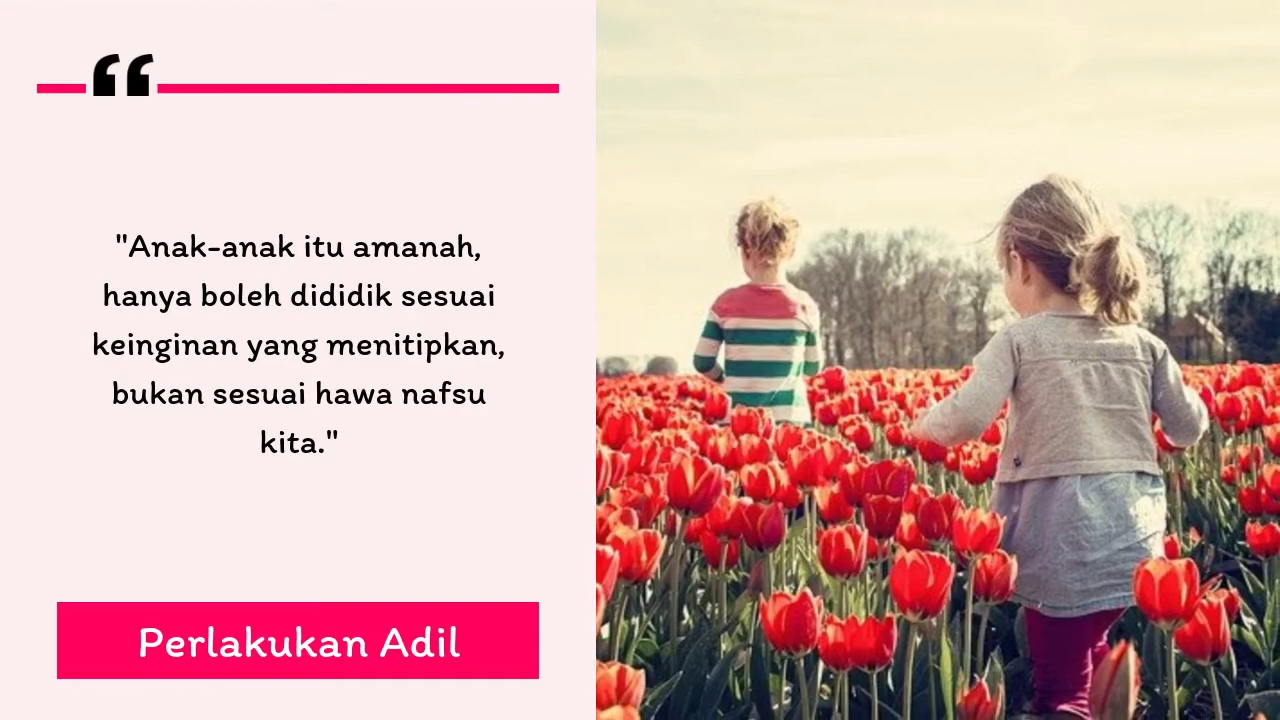 "Anak-anak itu amanah,
hanya boleh dididik sesuai
keinginan yang menitipkan,
bukan sesuai hawa nafsu
kita."
Perlakukan Adil